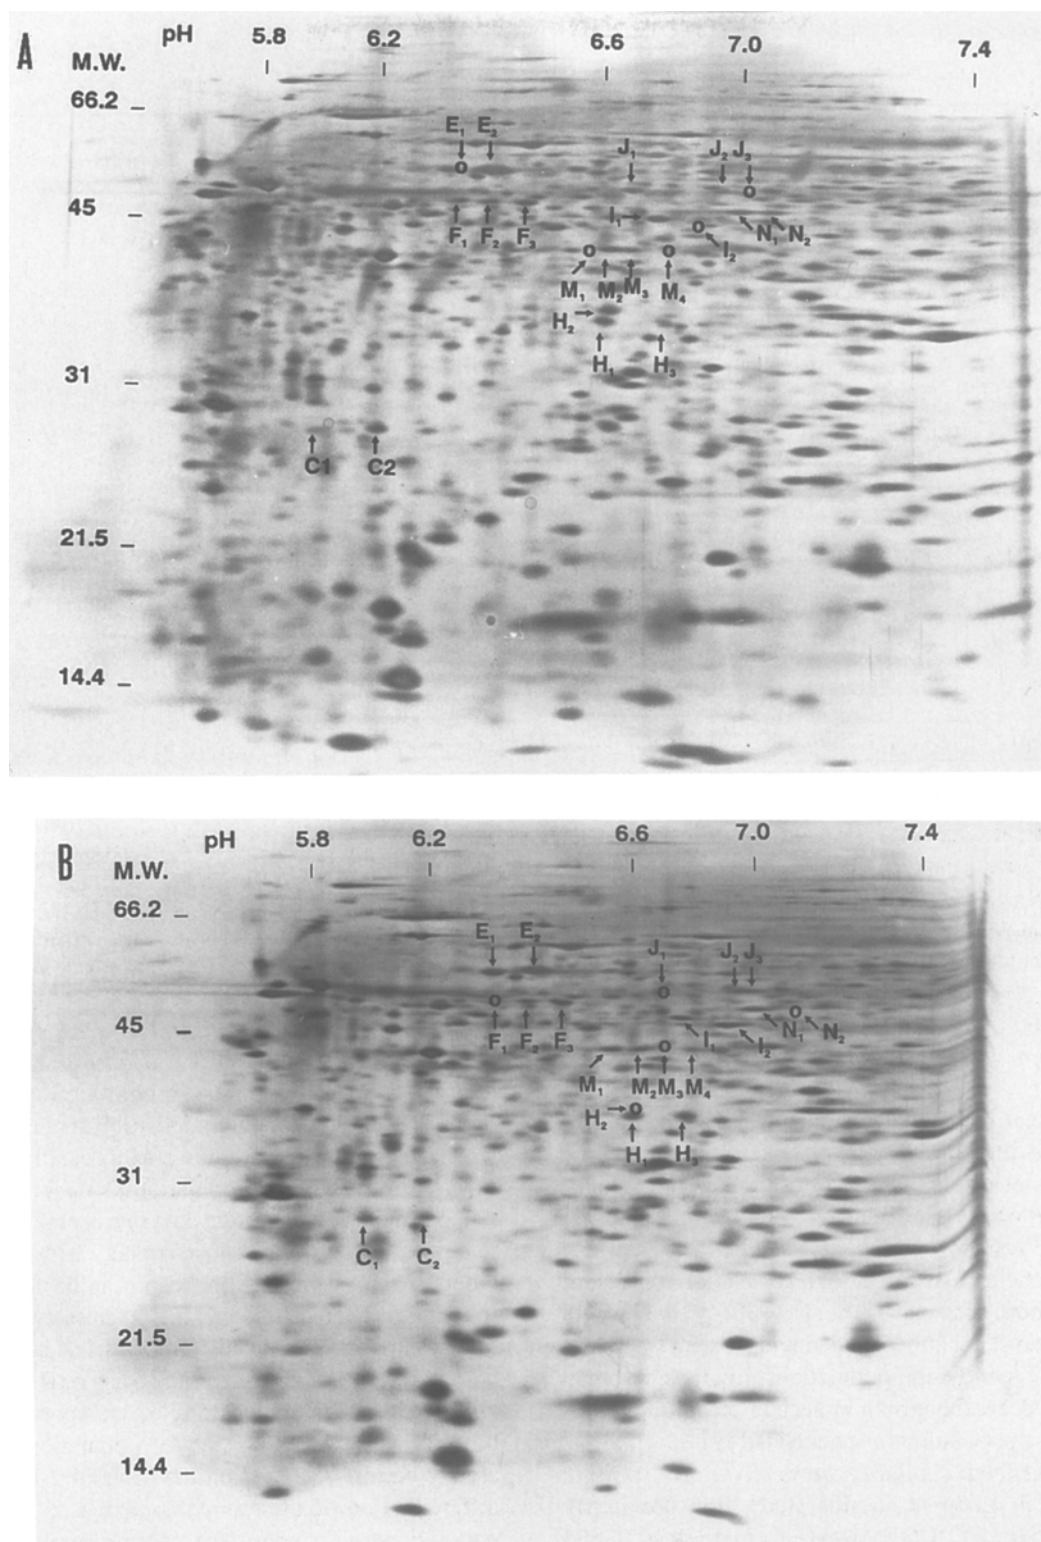 A
pH 5.8 6.2 6.6 7.0 7.4
M.W.
66.2
E₁ E₂
J₁ J₂ J₃
45
I₁
F₁ F₂ F₃
N₁ N₂
I₂
M₁ M₂ M₃ M₄
H₂
H₁ H₃
31
C1 C2
21.5
14.4
B
pH 5.8 6.2 6.6 7.0 7.4
M.W.
66.2
E₁ E₂
J₁ J₂ J₃
45
F₁ F₂ F₃ I₁ I₂ N₁ N₂
M₁ M₂ M₃ M₄
H₂
H₁ H₃
31
C₁ C₂
21.5
14.4